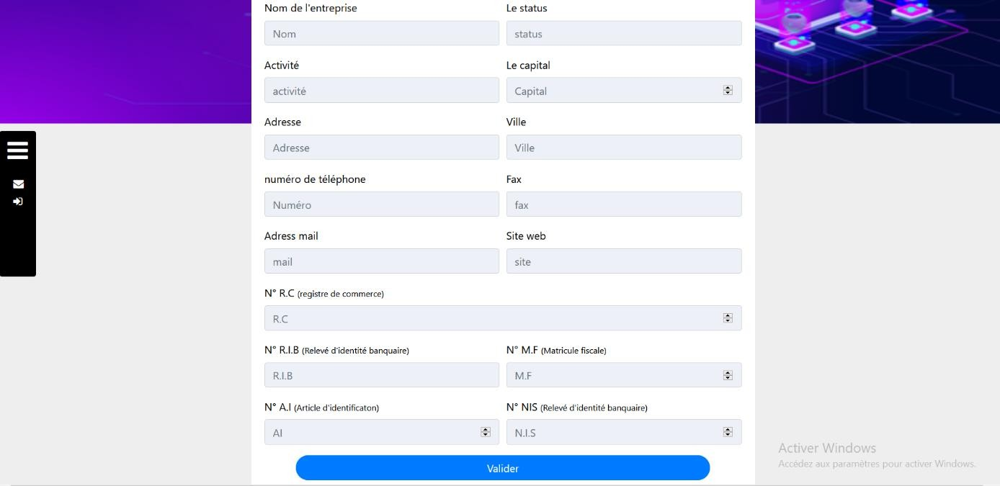 Nom de l'entreprise Le status
Nom status
Activité Le capital
activité Capital
Adresse Ville
Adresse Ville
numéro de téléphone Fax
Numéro fax
Adress mail Site web
mail site
N° R.C (registre de commerce)
R.C
N° R.I.B (Relevé d'identité banquaire) N° M.F (Matricule fiscale)
R.I.B M.F
N° A.I (Article d'identificaton) N° NIS (Relevé d'identité banquaire)
AI N.I.S
Valider
Activer Windows
Accédez aux paramètres pour activer Windows.